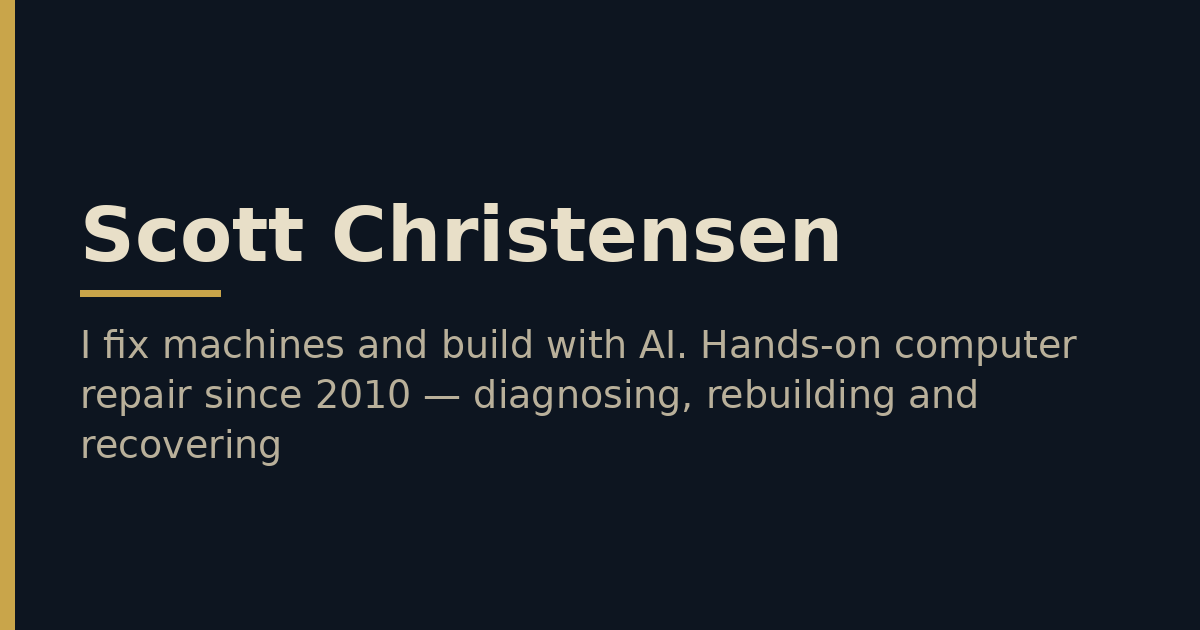 Scott Christensen
I fix machines and build with AI. Hands-on computer
repair since 2010 — diagnosing, rebuilding and
recovering